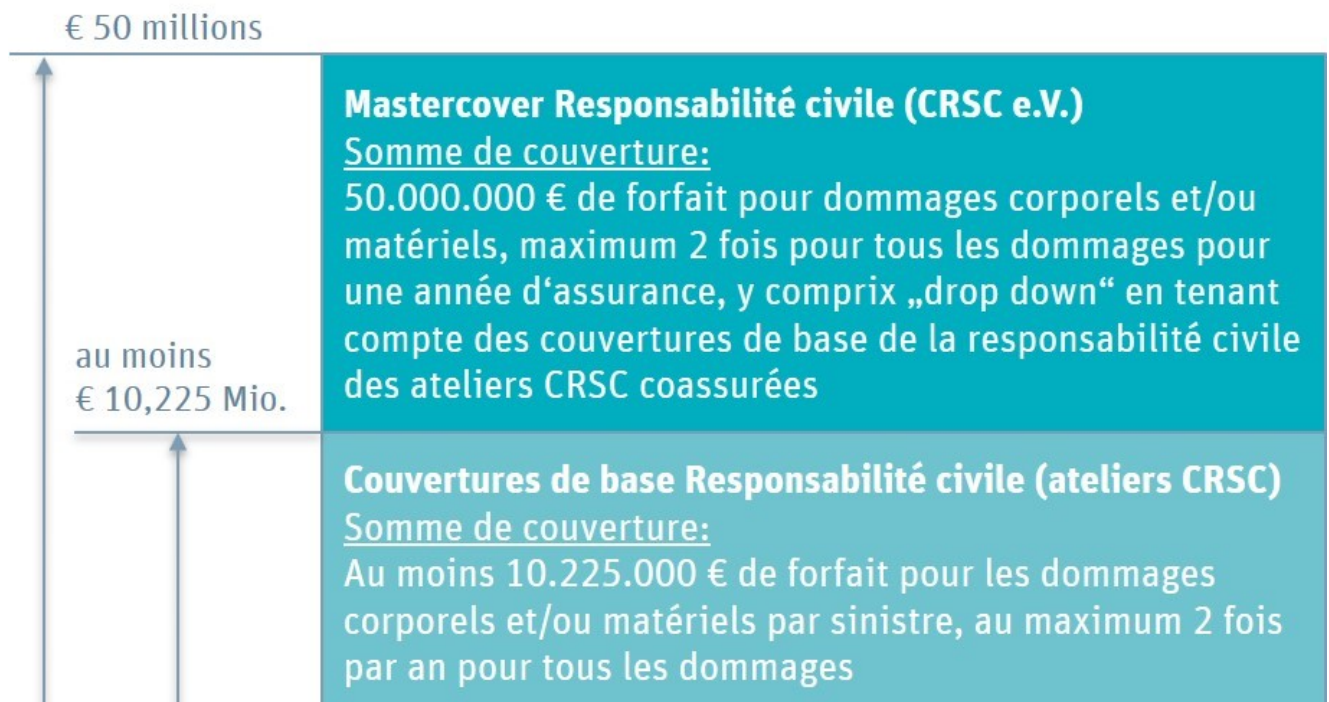 € 50 millions
Mastercover Responsabilité civile (CRSC e.V.)
Somme de couverture:
50.000.000 € de forfait pour dommages corporels et/ou
matériels, maximum 2 fois pour tous les dommages pour
une année d‘assurance, y comprix „drop down“ en tenant
compte des couvertures de base de la responsabilité civile
des ateliers CRSC coassurées
au moins
€ 10,225 Mio.
Couvertures de base Responsabilité civile (ateliers CRSC)
Somme de couverture:
Au moins 10.225.000 € de forfait pour les dommages
corporels et/ou matériels par sinistre, au maximum 2 fois
par an pour tous les dommages